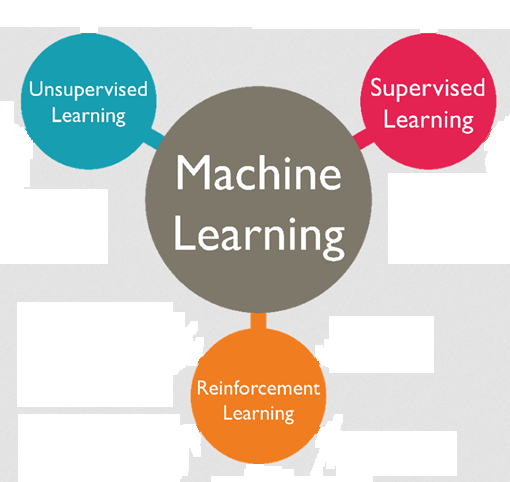 Unsupervised
Learning
Supervised
Learning
Machine
Learning
Reinforcement
Learning